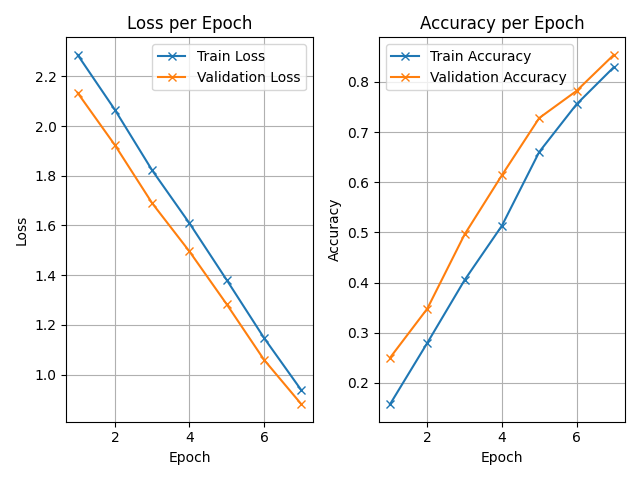 Loss per Epoch
Train Loss
Validation Loss
2.2
2.0
1.8
1.6
1.4
1.2
1.0
Loss
2 4 6
Epoch
Accuracy per Epoch
Train Accuracy
Validation Accuracy
0.8
0.7
0.6
0.5
0.4
0.3
0.2
Accuracy
2 4 6
Epoch